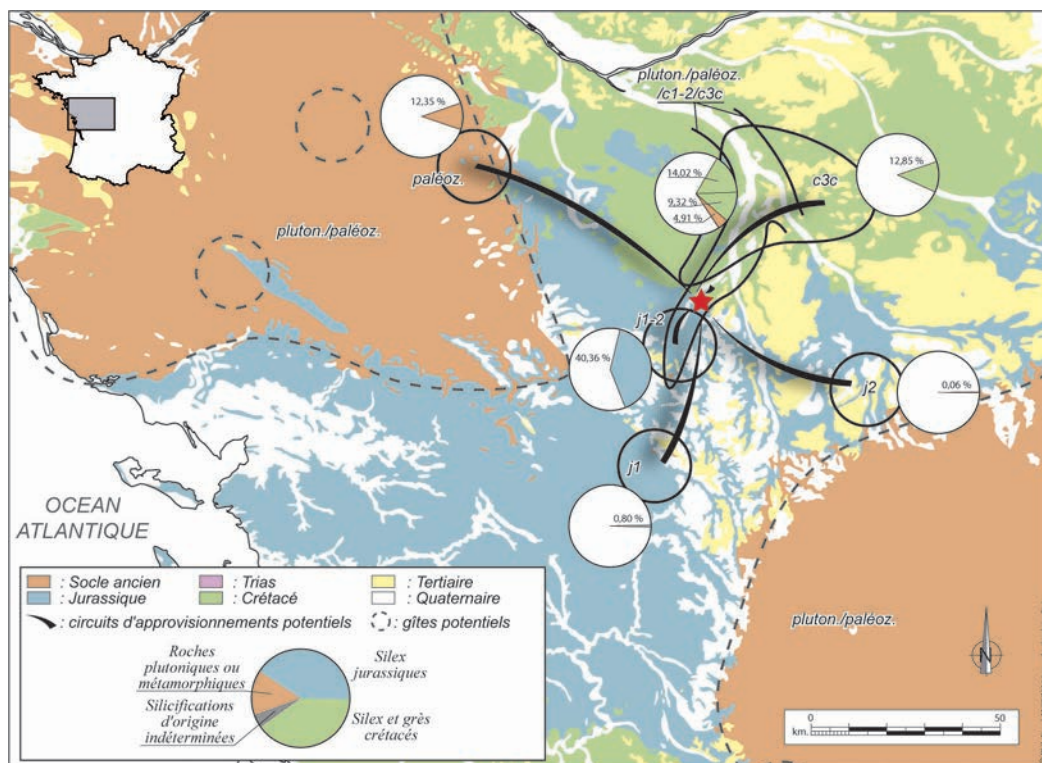 pluton./paléoz.
/c1-2/c3c
12,35 %
12,85 %
paléoz.
14,02 %
9,32 %
4,91 %
c3c
pluton./paléoz.
j1-2
40,36 %
j2
0,06 %
j1
0,80 %
OCEAN
ATLANTIQUE
: Socle ancien
: Trias
: Tertiaire
: Jurassique
: Crétacé
: Quaternaire
: circuits d'approvisionnements potentiels
: gîtes potentiels
Roches
plutoniques ou
métamorphiques
Silex
jurassiques
Silicifications
d'origine
indéterminées
Silex et grès
crétacés
pluton./paléoz.
N
0
50
km.